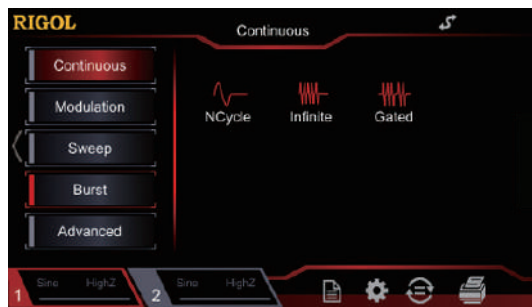 RIGOL
Continuous
Continuous
Modulation
Sweep
Burst
Advanced
NCycle Infinite Gated
1 Sine HighZ 2 Sine HighZ